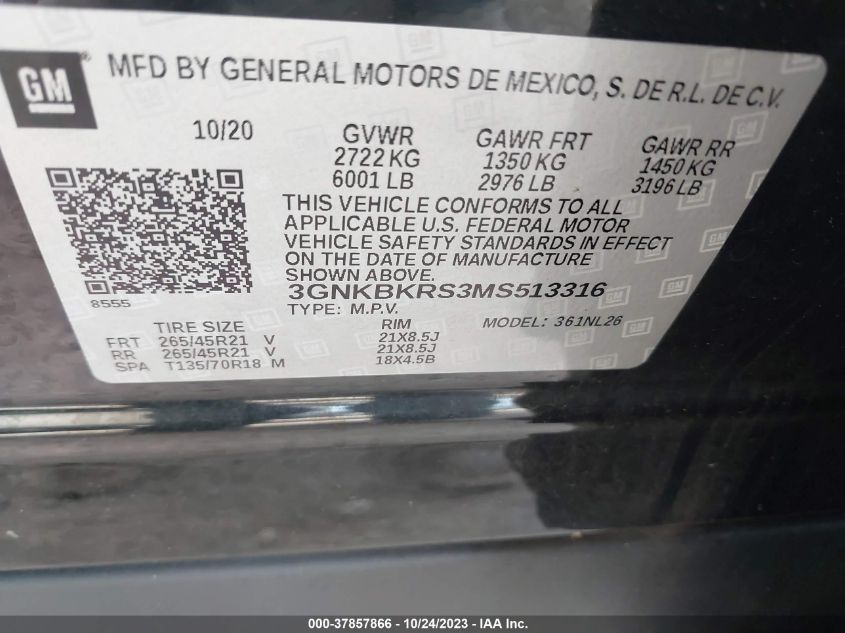 GM
MFD BY GENERAL MOTORS DE MEXICO, S. DE R.L. DE C.V.
10/20 GVWR GAWR FRT GAWR RR
2722 KG 1350 KG 1450 KG
6001 LB 2976 LB 3196 LB
THIS VEHICLE CONFORMS TO ALL
APPLICABLE U.S. FEDERAL MOTOR
VEHICLE SAFETY STANDARDS IN EFFECT
ON THE DATE OF MANUFACTURE
SHOWN ABOVE.
8555 3GNKBKRS3MS513316
TYPE: M.P.V. MODEL: 361NL26
TIRE SIZE RIM
FRT 265/45R21 V 21X8.5J
RR 265/45R21 V 21X8.5J
SPA T135/70R18 M 18X4.5B
000-37857866 - 10/24/2023 - IAA Inc.